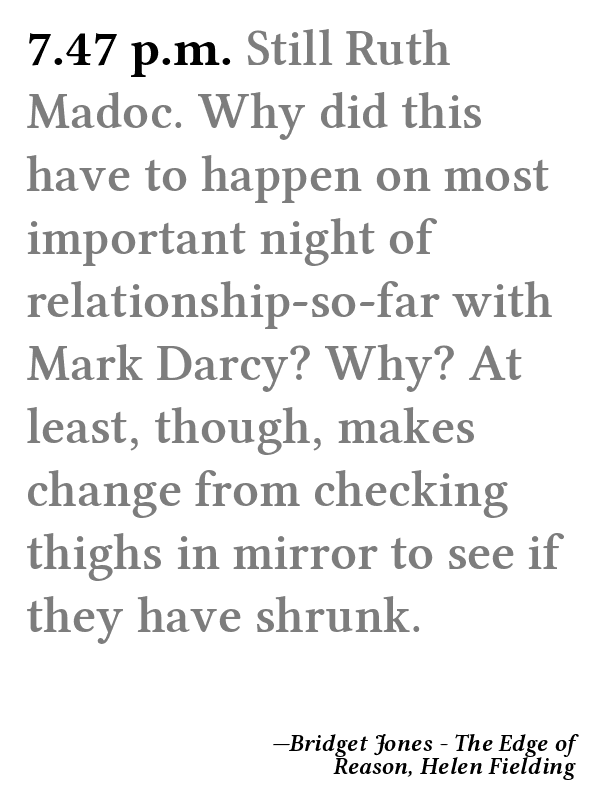 7.47 p.m. Still Ruth
Madoc. Why did this
have to happen on most
important night of
relationship-so-far with
Mark Darcy? Why? At
least, though, makes
change from checking
thighs in mirror to see if
they have shrunk.
—Bridget Jones - The Edge of
Reason, Helen Fielding